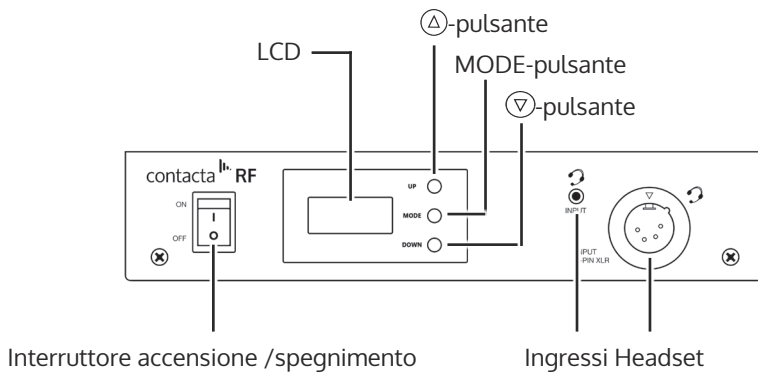 △-pulsante
LCD
MODE-pulsante
▽-pulsante
contacta RF
UP
ON
MODE
INPUT
OFF
DOWN
PIN XLR
Interruttore accensione /spegnimento
Ingressi Headset